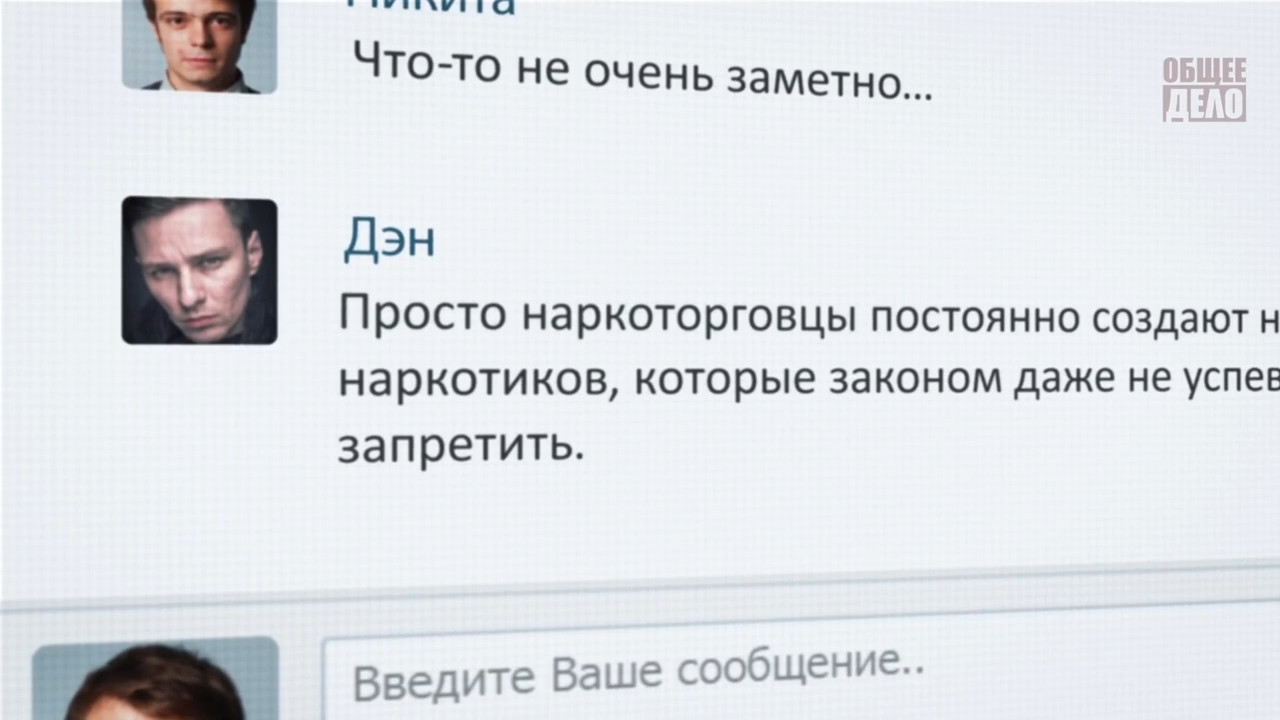 Никита
Что-то не очень заметно...
ОБЩЕЕ
ДЕЛО
Дэн
Просто наркоторговцы постоянно создают
наркотиков, которые законом даже не
запретить.
Введите Ваше сообщение..